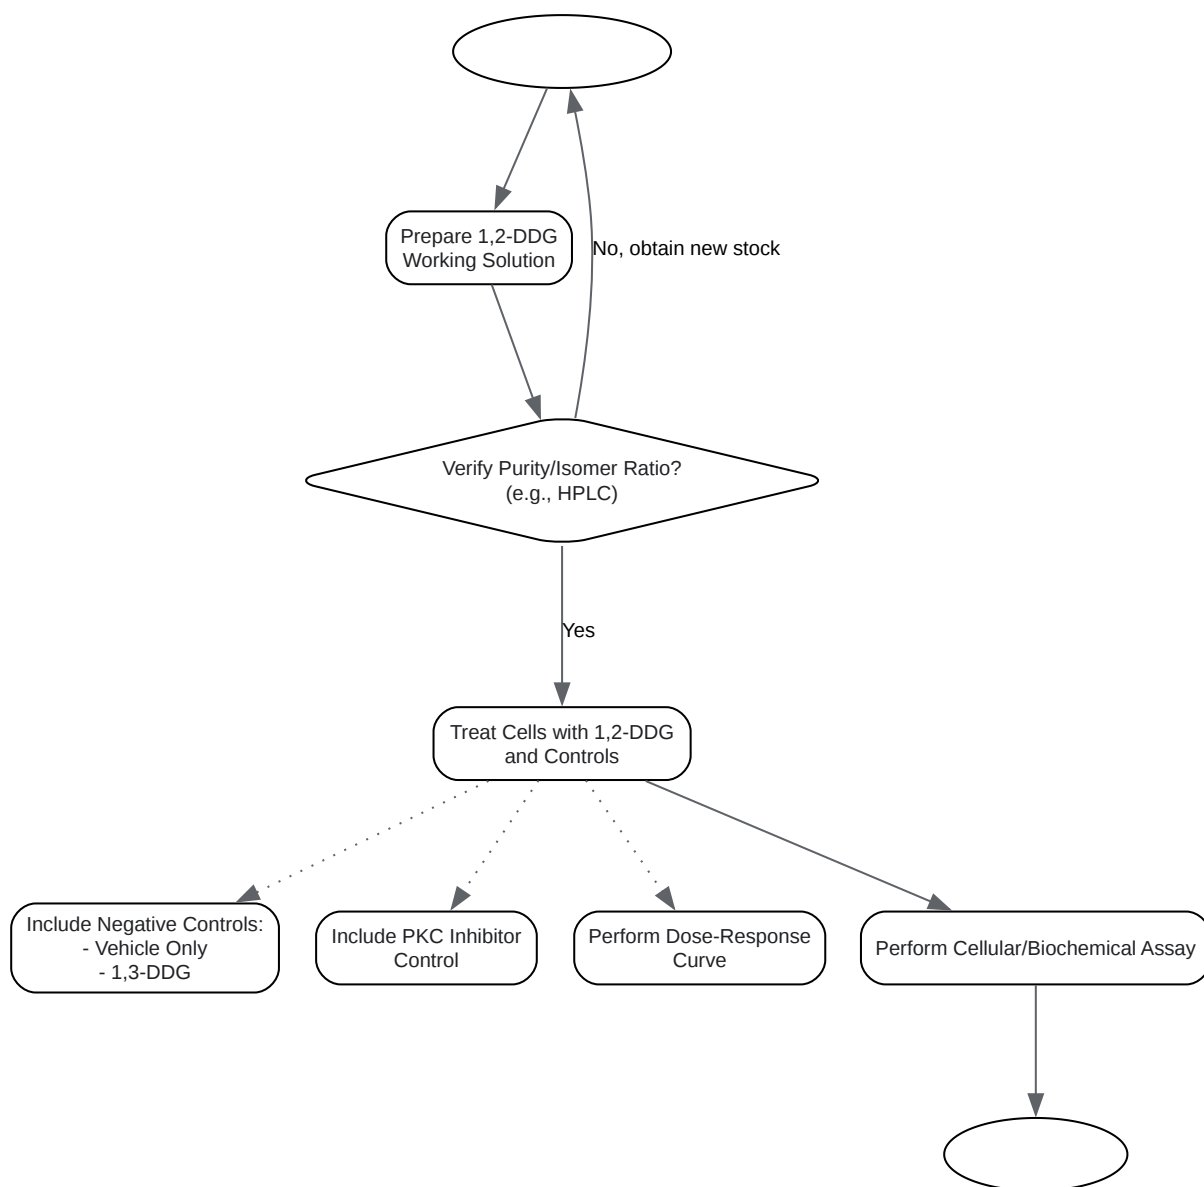 Prepare 1,2-DDG
Working Solution
No, obtain new stock
Verify Purity/Isomer Ratio?
(e.g., HPLC)
Yes
Treat Cells with 1,2-DDG
and Controls
Include Negative Controls:
- Vehicle Only
- 1,3-DDG
Include PKC Inhibitor
Control
Perform Dose-Response
Curve
Perform Cellular/Biochemical Assay